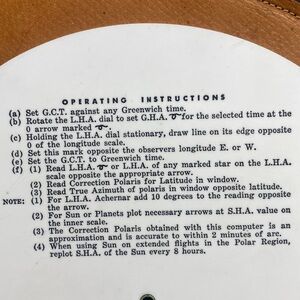 OPERATING INSTRUCTIONS
(a) Set G.C.T. against any Greenwich time.
(b) Rotate the L.H.A. dial to set G.H.A. ♈ for the selected time at the
0 arrow marked ♈.
(c) Holding the L.H.A. dial stationary, draw line on its edge opposite
0 of the longitude scale.
(d) Set this mark opposite the observers longitude E. or W.
(e) Set the G.C.T. to Greenwich time.
(f) (1) Read L.H.A. ♈ or L.H.A. of any marked star on the L.H.A.
scale opposite the appropriate arrow.
(2) Read Correction Polaris for Latitude in window.
(2) Read True Azimuth of polaris in window opposite latitude.
NOTE: (1) For L.H.A. Achernar add 10 degrees to the reading opposite
the arrow.
(2) For Sun or Planets plot necessary arrows at S.H.A. value on
the inner scale.
(3) The Correction Polaris obtained with this computer is an
approximation and is accurate to within 2 minutes of arc.
(4) When using Sun on extended flights in the Polar Region,
replot S.H.A. of the Sun every 8 hours.